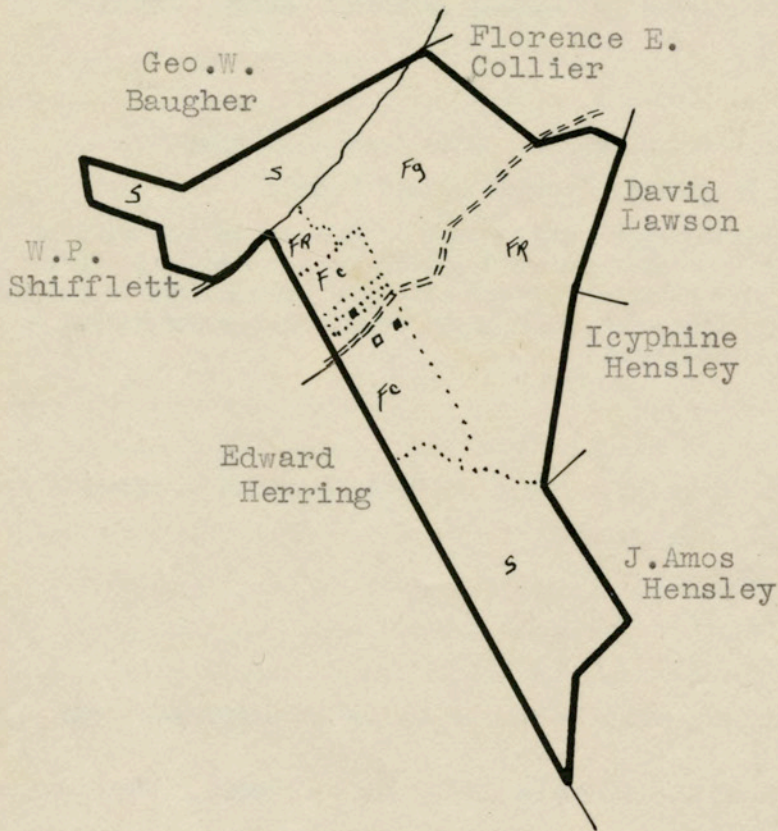 Geo.W.
Baugher
Florence E.
Collier
S
S
Fg
David
Lawson
W.P.
Shifflett
FR
Fc
FR
Icyphine
Hensley
Fc
Edward
Herring
S
J.Amos
Hensley